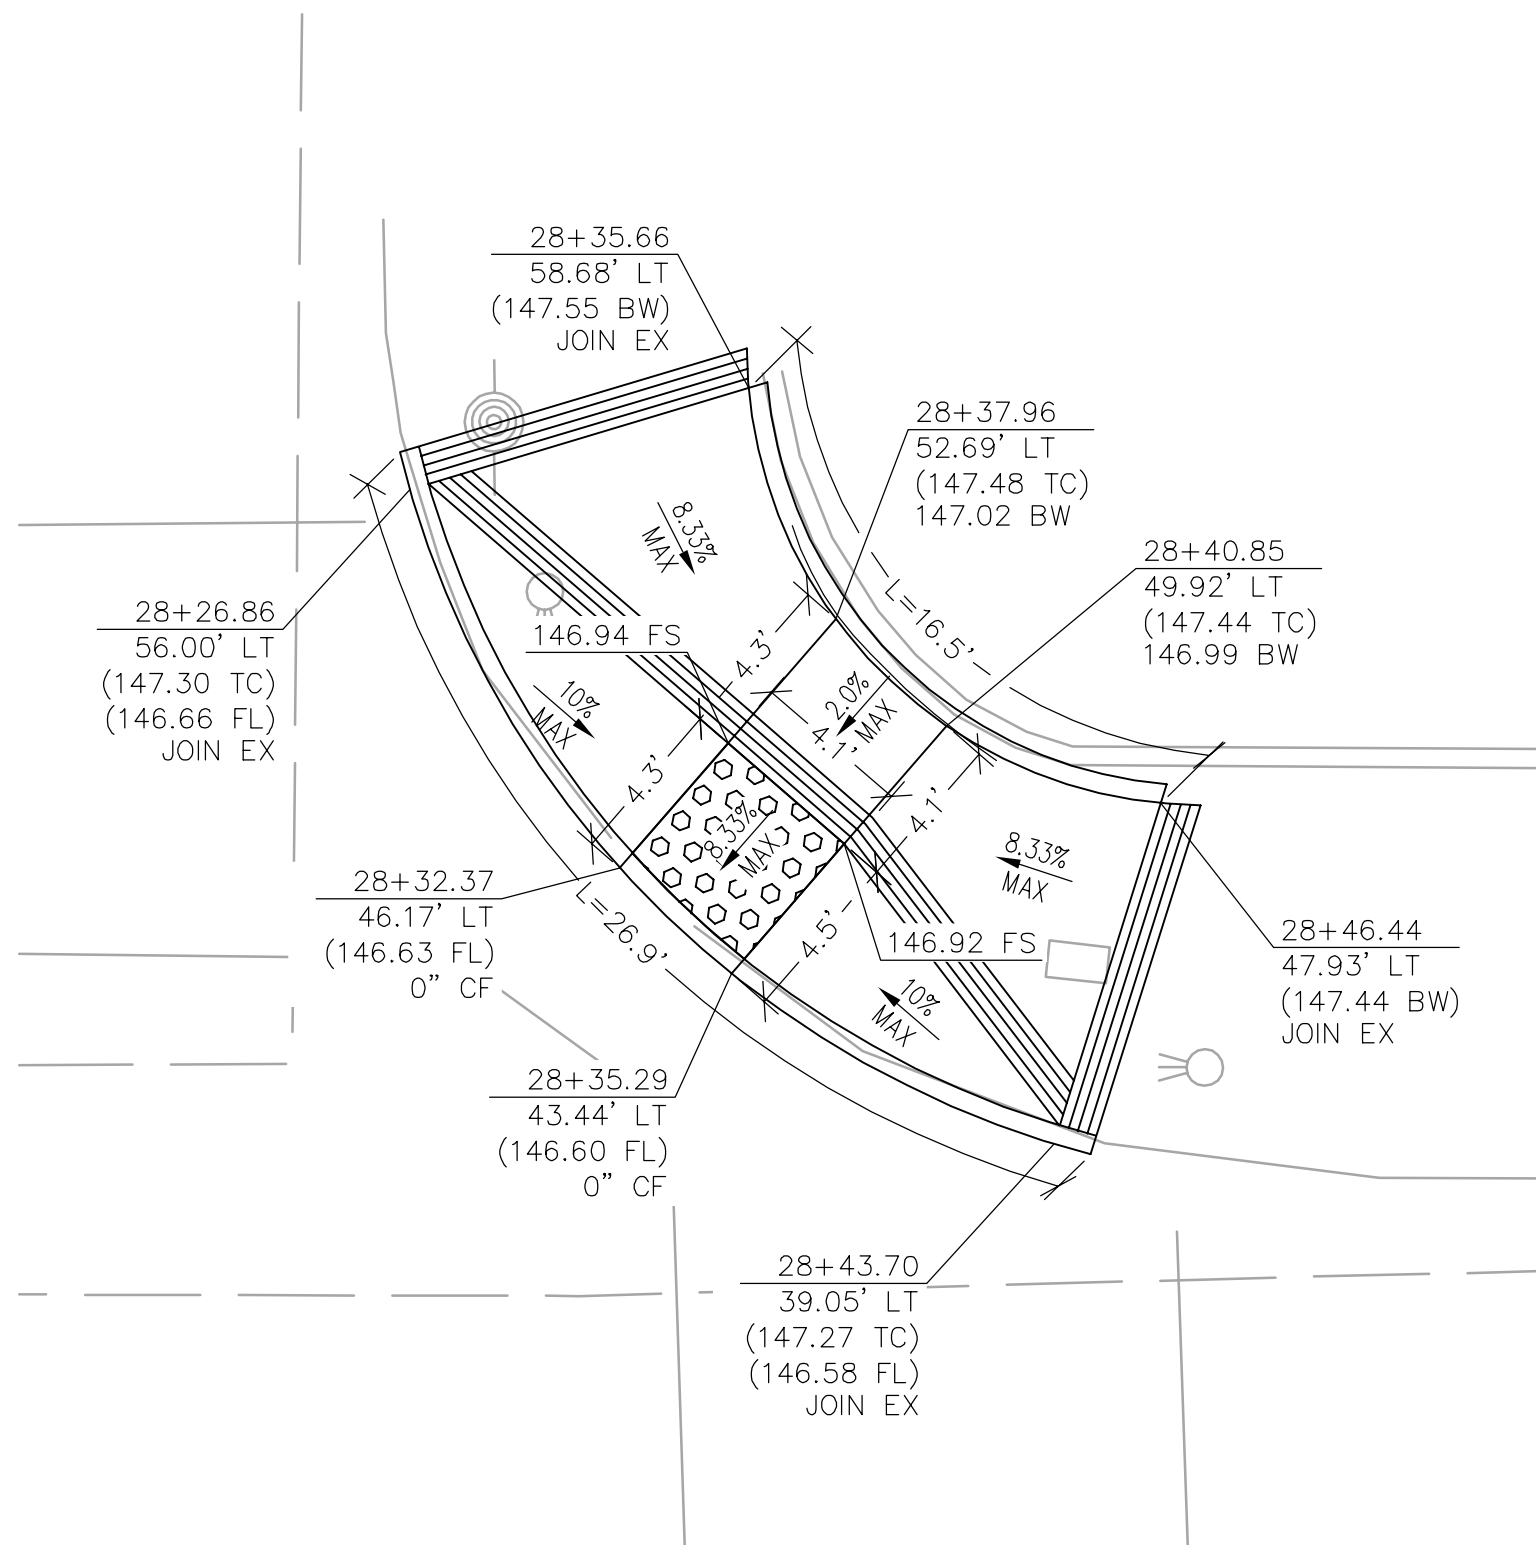 28+35.66
58.68' LT
(147.55 BW)
JOIN EX
28+37.96
52.69' LT
(147.48 TC)
147.02 BW
28+40.85
49.92' LT
(147.44 TC)
146.99 BW
8.33%
MAX
L=16.5'
28+26.86
56.00' LT
(147.30 TC)
(146.66 FL)
JOIN EX
146.94 FS
4.3'
10%
MAX
2.0%
MAX
4.1'
4.3'
4.1'
8.33%
MAX
8.33%
MAX
28+32.37
46.17' LT
(146.63 FL)
0" CF
L=26.9'
4.5'
146.92 FS
28+46.44
47.93' LT
(147.44 BW)
JOIN EX
10%
MAX
28+35.29
43.44' LT
(146.60 FL)
0" CF
28+43.70
39.05' LT
(147.27 TC)
(146.58 FL)
JOIN EX